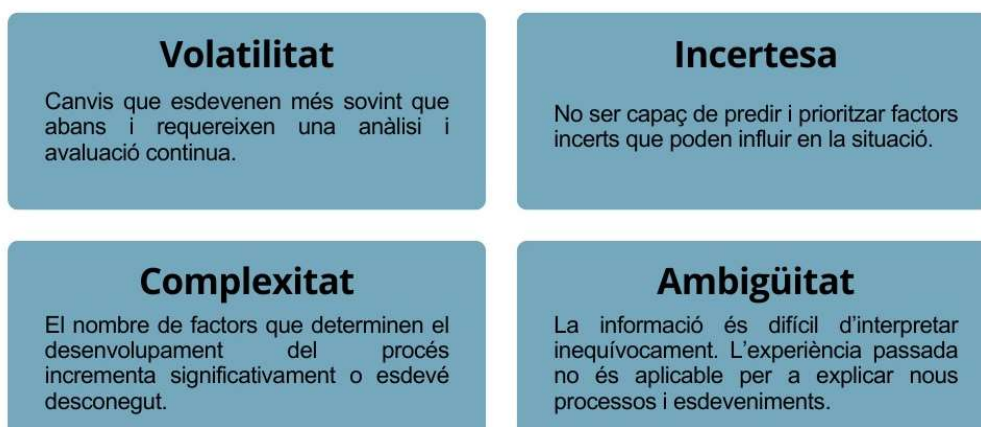 Volatilitat
Canvis que esdevenen més sovint que
abans i requereixen una anàlisi i
avaluació continua.
Incertesa
No ser capaç de predir i prioritzar factors
incerts que poden influir en la situació.
Complexitat
El nombre de factors que determinen el
desenvolupament del procés
incrementa significativament o esdevé
desconegut.
Ambigüitat
La informació és difícil d'interpretar
inequívocament. L'experiència passada
no és aplicable per a explicar nous
processos i esdeveniments.